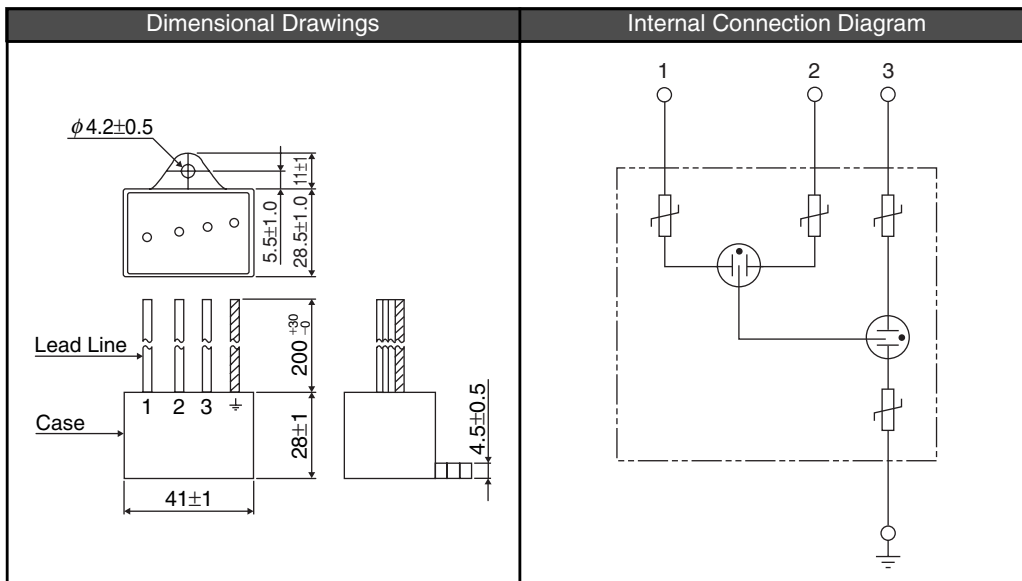 Dimensional Drawings
Internal Connection Diagram
ϕ4.2±0.5
11±1
5.5±1.0
28.5±1.0
Lead Line
200 +30 -0
1 2 3
Case
28±1
4.5±0.5
41±1
1 2 3